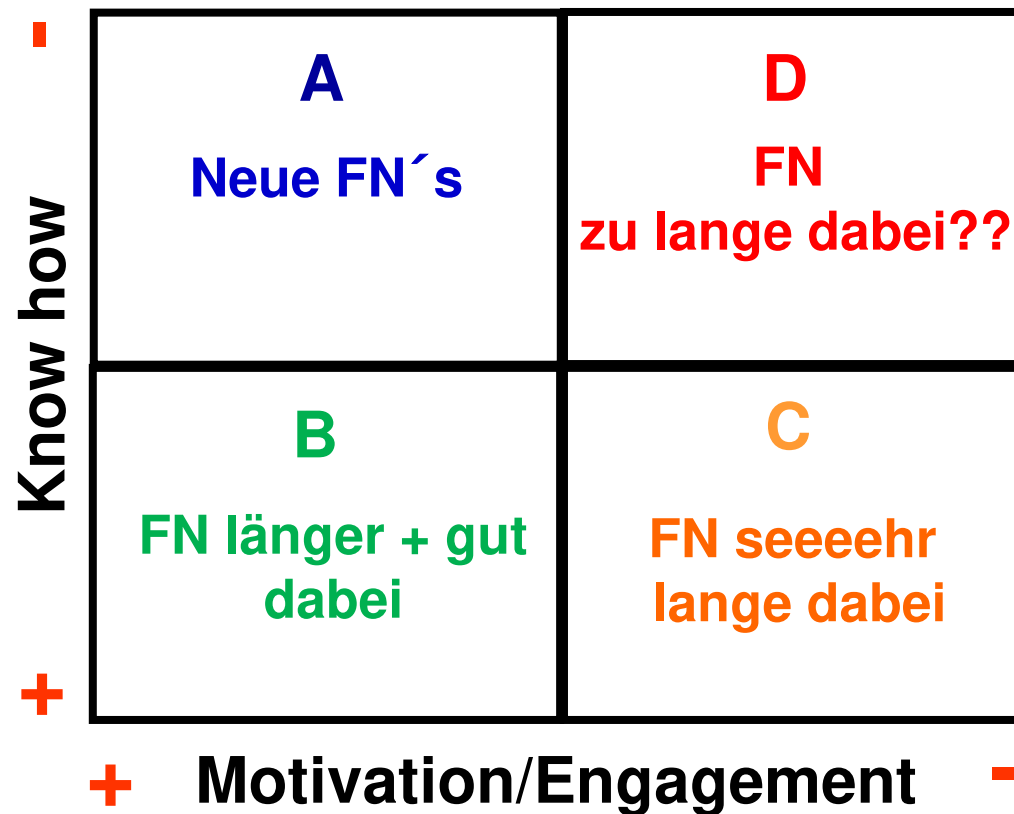 -
A
Neue FN´s
D
FN
zu lange dabei??
Know how
B
FN länger + gut
dabei
C
FN seeeehr
lange dabei
+
+ Motivation/Engagement -